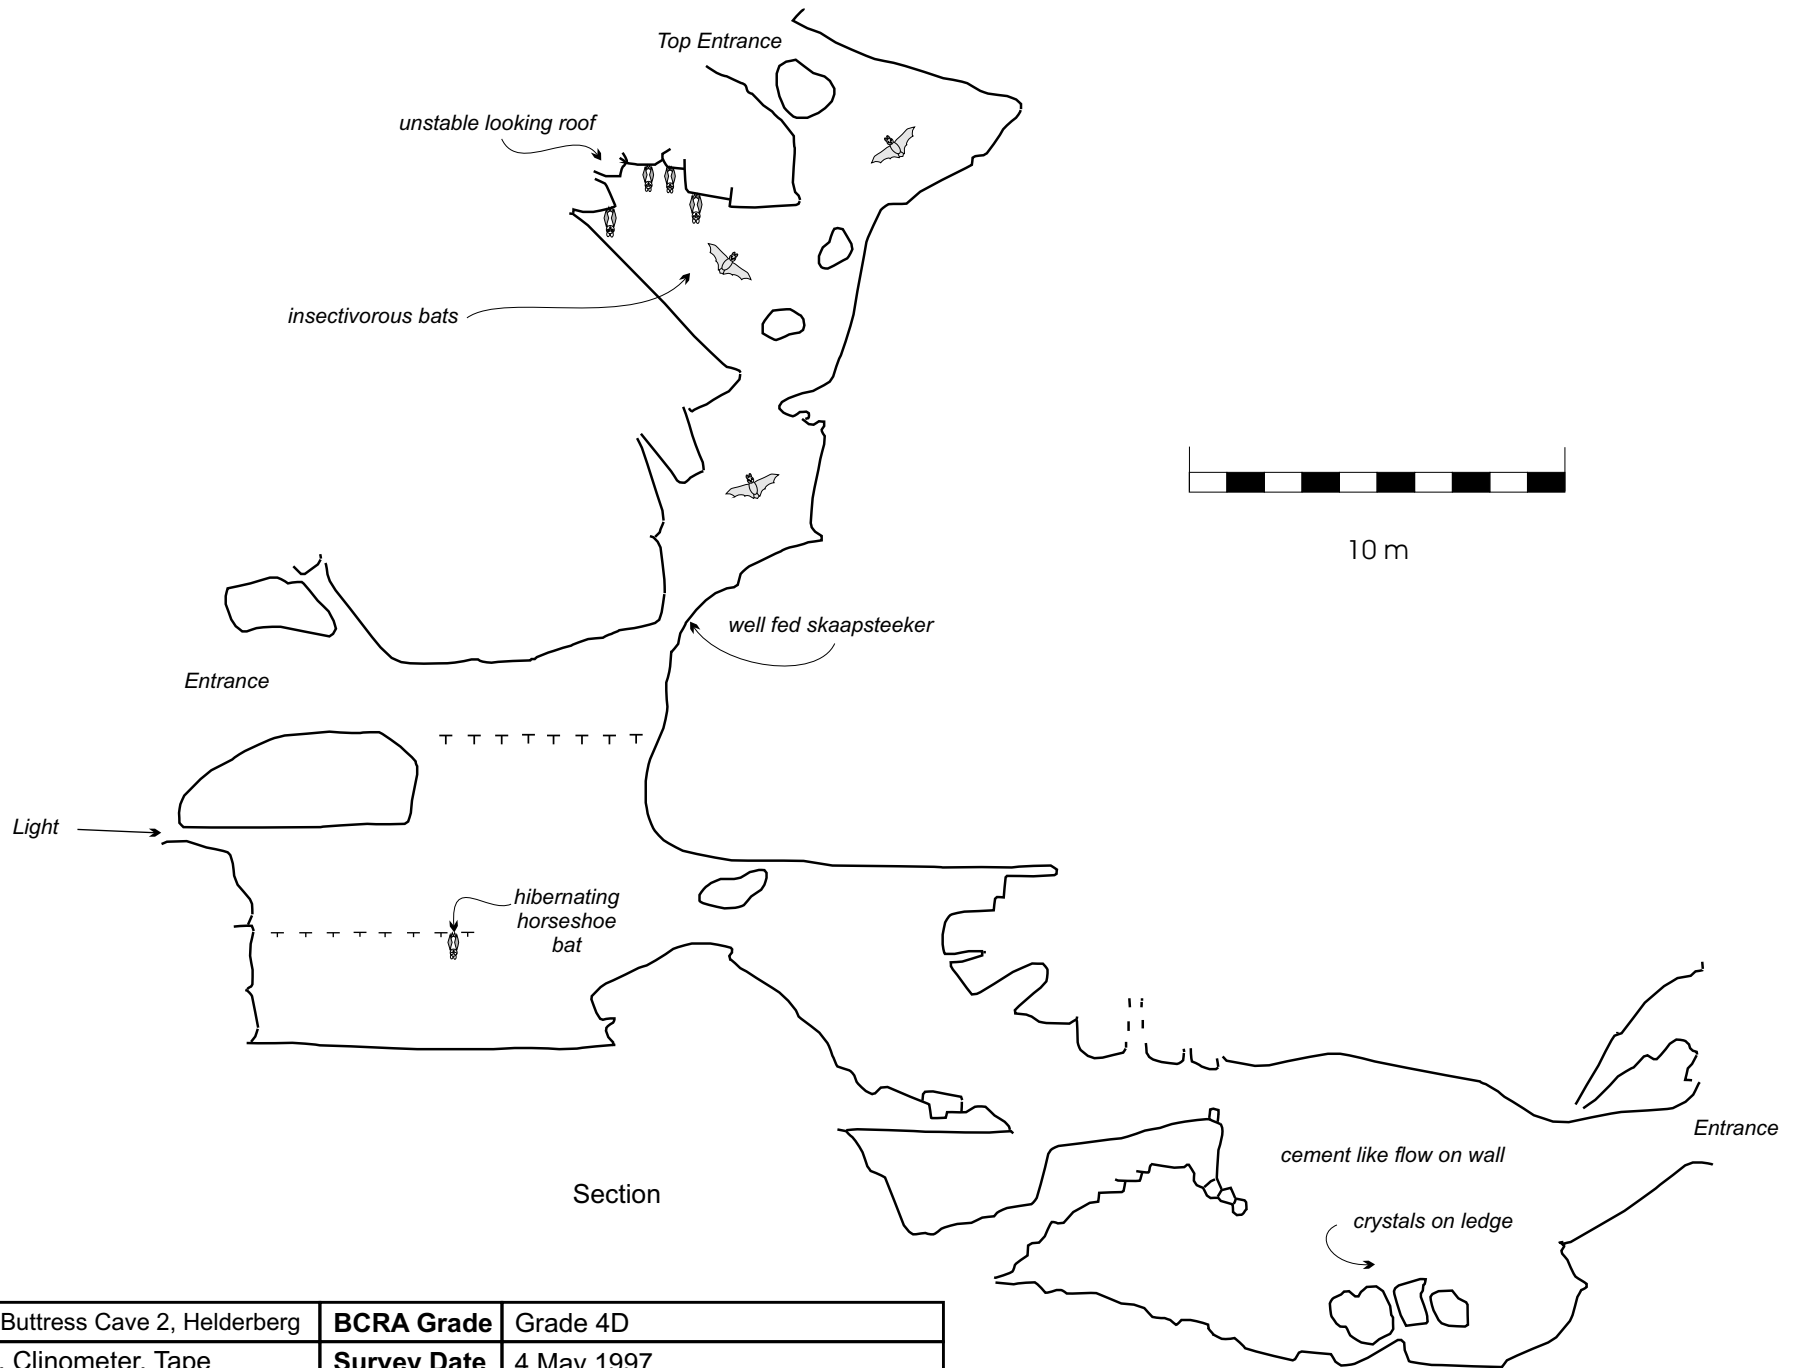 Top Entrance
unstable looking roof
insectivorous bats
10 m
well fed skaapsteeker
Entrance
Light
hibernating
horseshoe
bat
Entrance
cement like flow on wall
Section
crystals on ledge
Buttress Cave 2, Helderberg BCRA Grade Grade 4D
, Clinometer, Tape Survey Date 4 May 1997